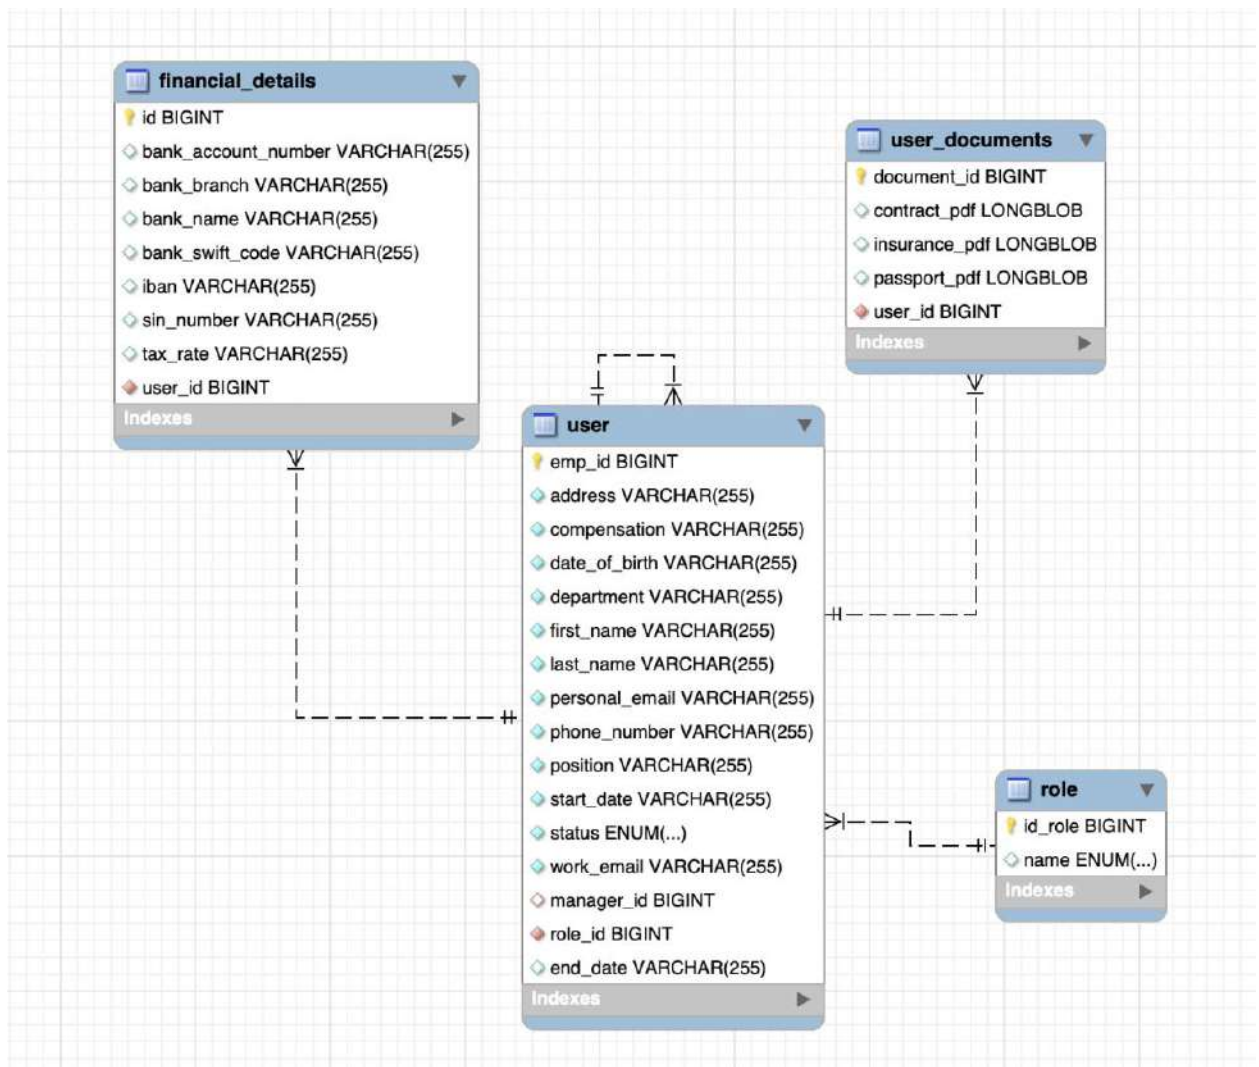 financial_details
id BIGINT
bank_account_number VARCHAR(255)
bank_branch VARCHAR(255)
bank_name VARCHAR(255)
bank_swift_code VARCHAR(255)
iban VARCHAR(255)
sin_number VARCHAR(255)
tax_rate VARCHAR(255)
user_id BIGINT
Indexes
user_documents
document_id BIGINT
contract_pdf LONGBLOB
insurance_pdf LONGBLOB
passport_pdf LONGBLOB
user_id BIGINT
Indexes
user
emp_id BIGINT
address VARCHAR(255)
compensation VARCHAR(255)
date_of_birth VARCHAR(255)
department VARCHAR(255)
first_name VARCHAR(255)
last_name VARCHAR(255)
personal_email VARCHAR(255)
phone_number VARCHAR(255)
position VARCHAR(255)
start_date VARCHAR(255)
status ENUM(...)
work_email VARCHAR(255)
manager_id BIGINT
role_id BIGINT
end_date VARCHAR(255)
Indexes
role
id_role BIGINT
name ENUM(...)
Indexes